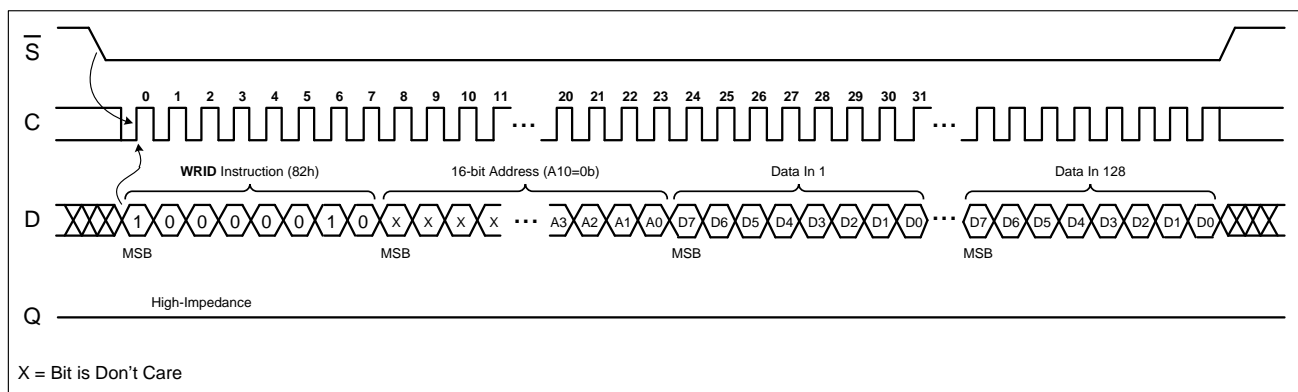 S
0 1 2 3 4 5 6 7 8 9 10 11 20 21 22 23 24 25 26 27 28 29 30 31
C ... ...
WRID Instruction (82h) 16-bit Address (A10=0b) Data In 1 Data In 128
D 1 0 0 0 0 0 1 0 X X X X ... A3 A2 A1 A0 D7 D6 D5 D4 D3 D2 D1 D0 ... D7 D6 D5 D4 D3 D2 D1 D0
MSB MSB MSB MSB
High-Impedance
Q
X = Bit is Don't Care